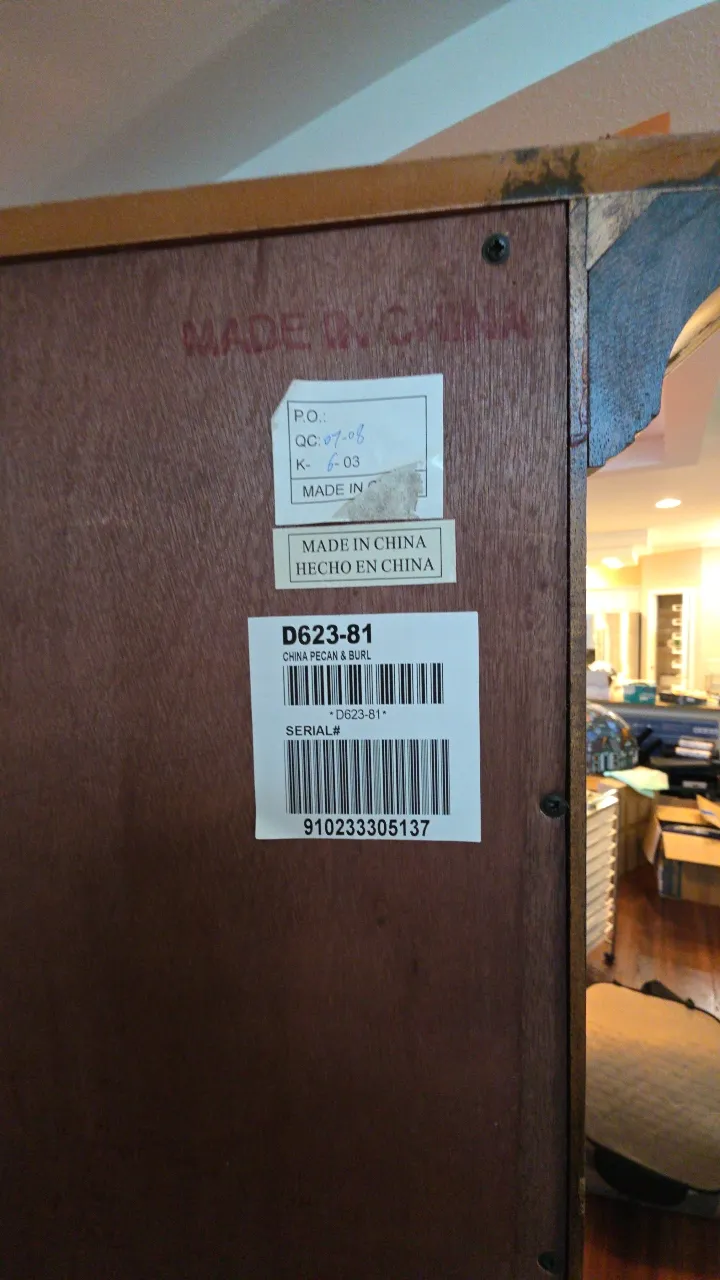 MADE IN CHINA
P.O.:
QC: 07-08
K- 6-03
MADE IN
MADE IN CHINA
HECHO EN CHINA
D623-81
CHINA PECAN & BURL
*D623-81*
SERIAL#
910233305137